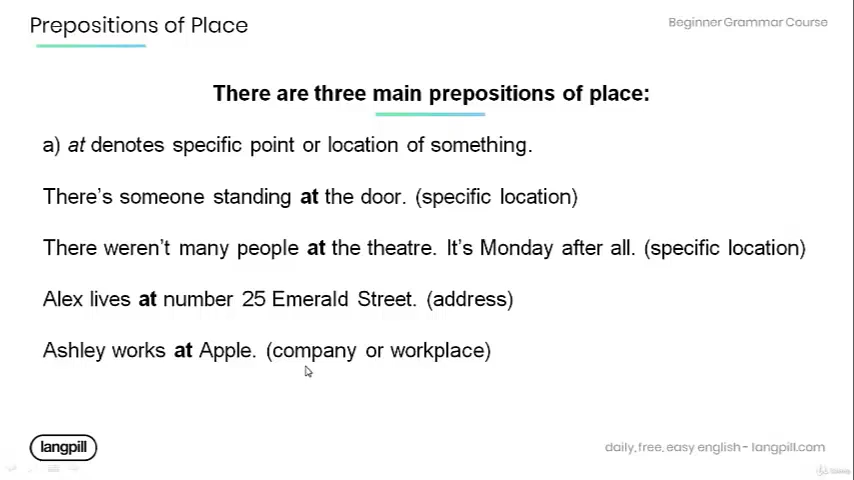 Prepositions of Place
Beginner Grammar Course
There are three main prepositions of place:
a) at denotes specific point or location of something.
There's someone standing at the door. (specific location)
There weren't many people at the theatre. It's Monday after all. (specific location)
Alex lives at number 25 Emerald Street. (address)
Ashley works at Apple. (company or workplace)
langpill
daily, free, easy english - langpill.com